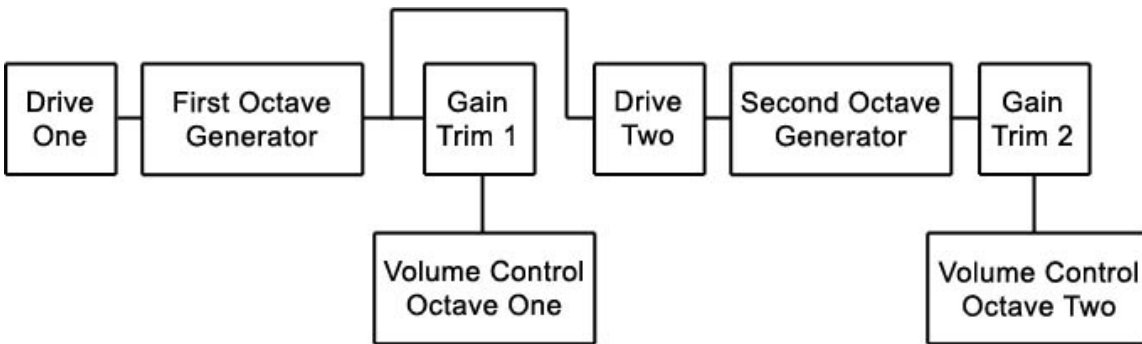 Drive
One
First Octave
Generator
Gain
Trim 1
Drive
Two
Second Octave
Generator
Gain
Trim 2
Volume Control
Octave One
Volume Control
Octave Two